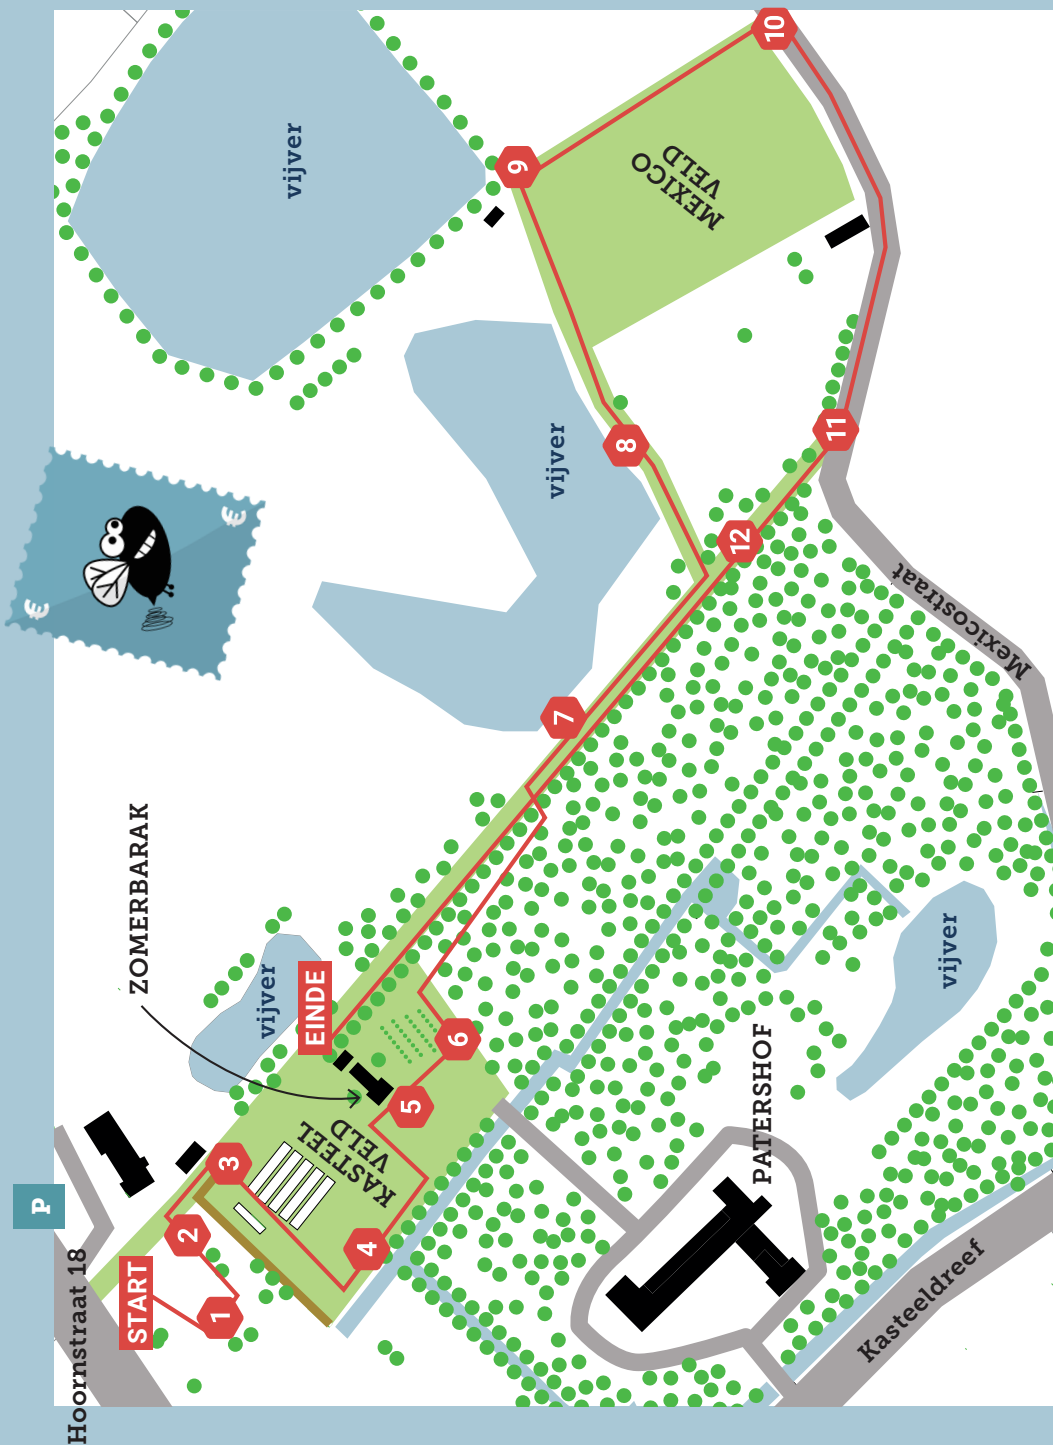 vijver
9
10
MEXICO
VELD
vijver
8
11
12
Mexicostraat
€
€
7
ZOMERBARAK
vijver
EINDE
6
5
KASTEEL
VELD
3
2
4
1
START
P
Hoornstraat 18
PATERSHOF
vijver
Kasteeldreef